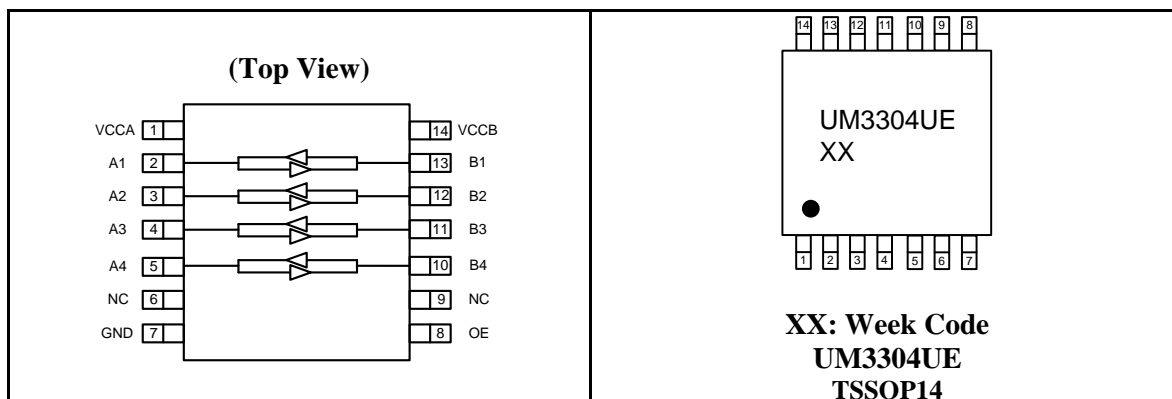 (Top View)
VCCA 1 14 VCCB
A1 2 13 B1
A2 3 12 B2
A3 4 11 B3
A4 5 10 B4
NC 6 9 NC
GND 7 8 OE
14 13 12 11 10 9 8
UM3304UE
XX
1 2 3 4 5 6 7
XX: Week Code
UM3304UE
TSSOP14